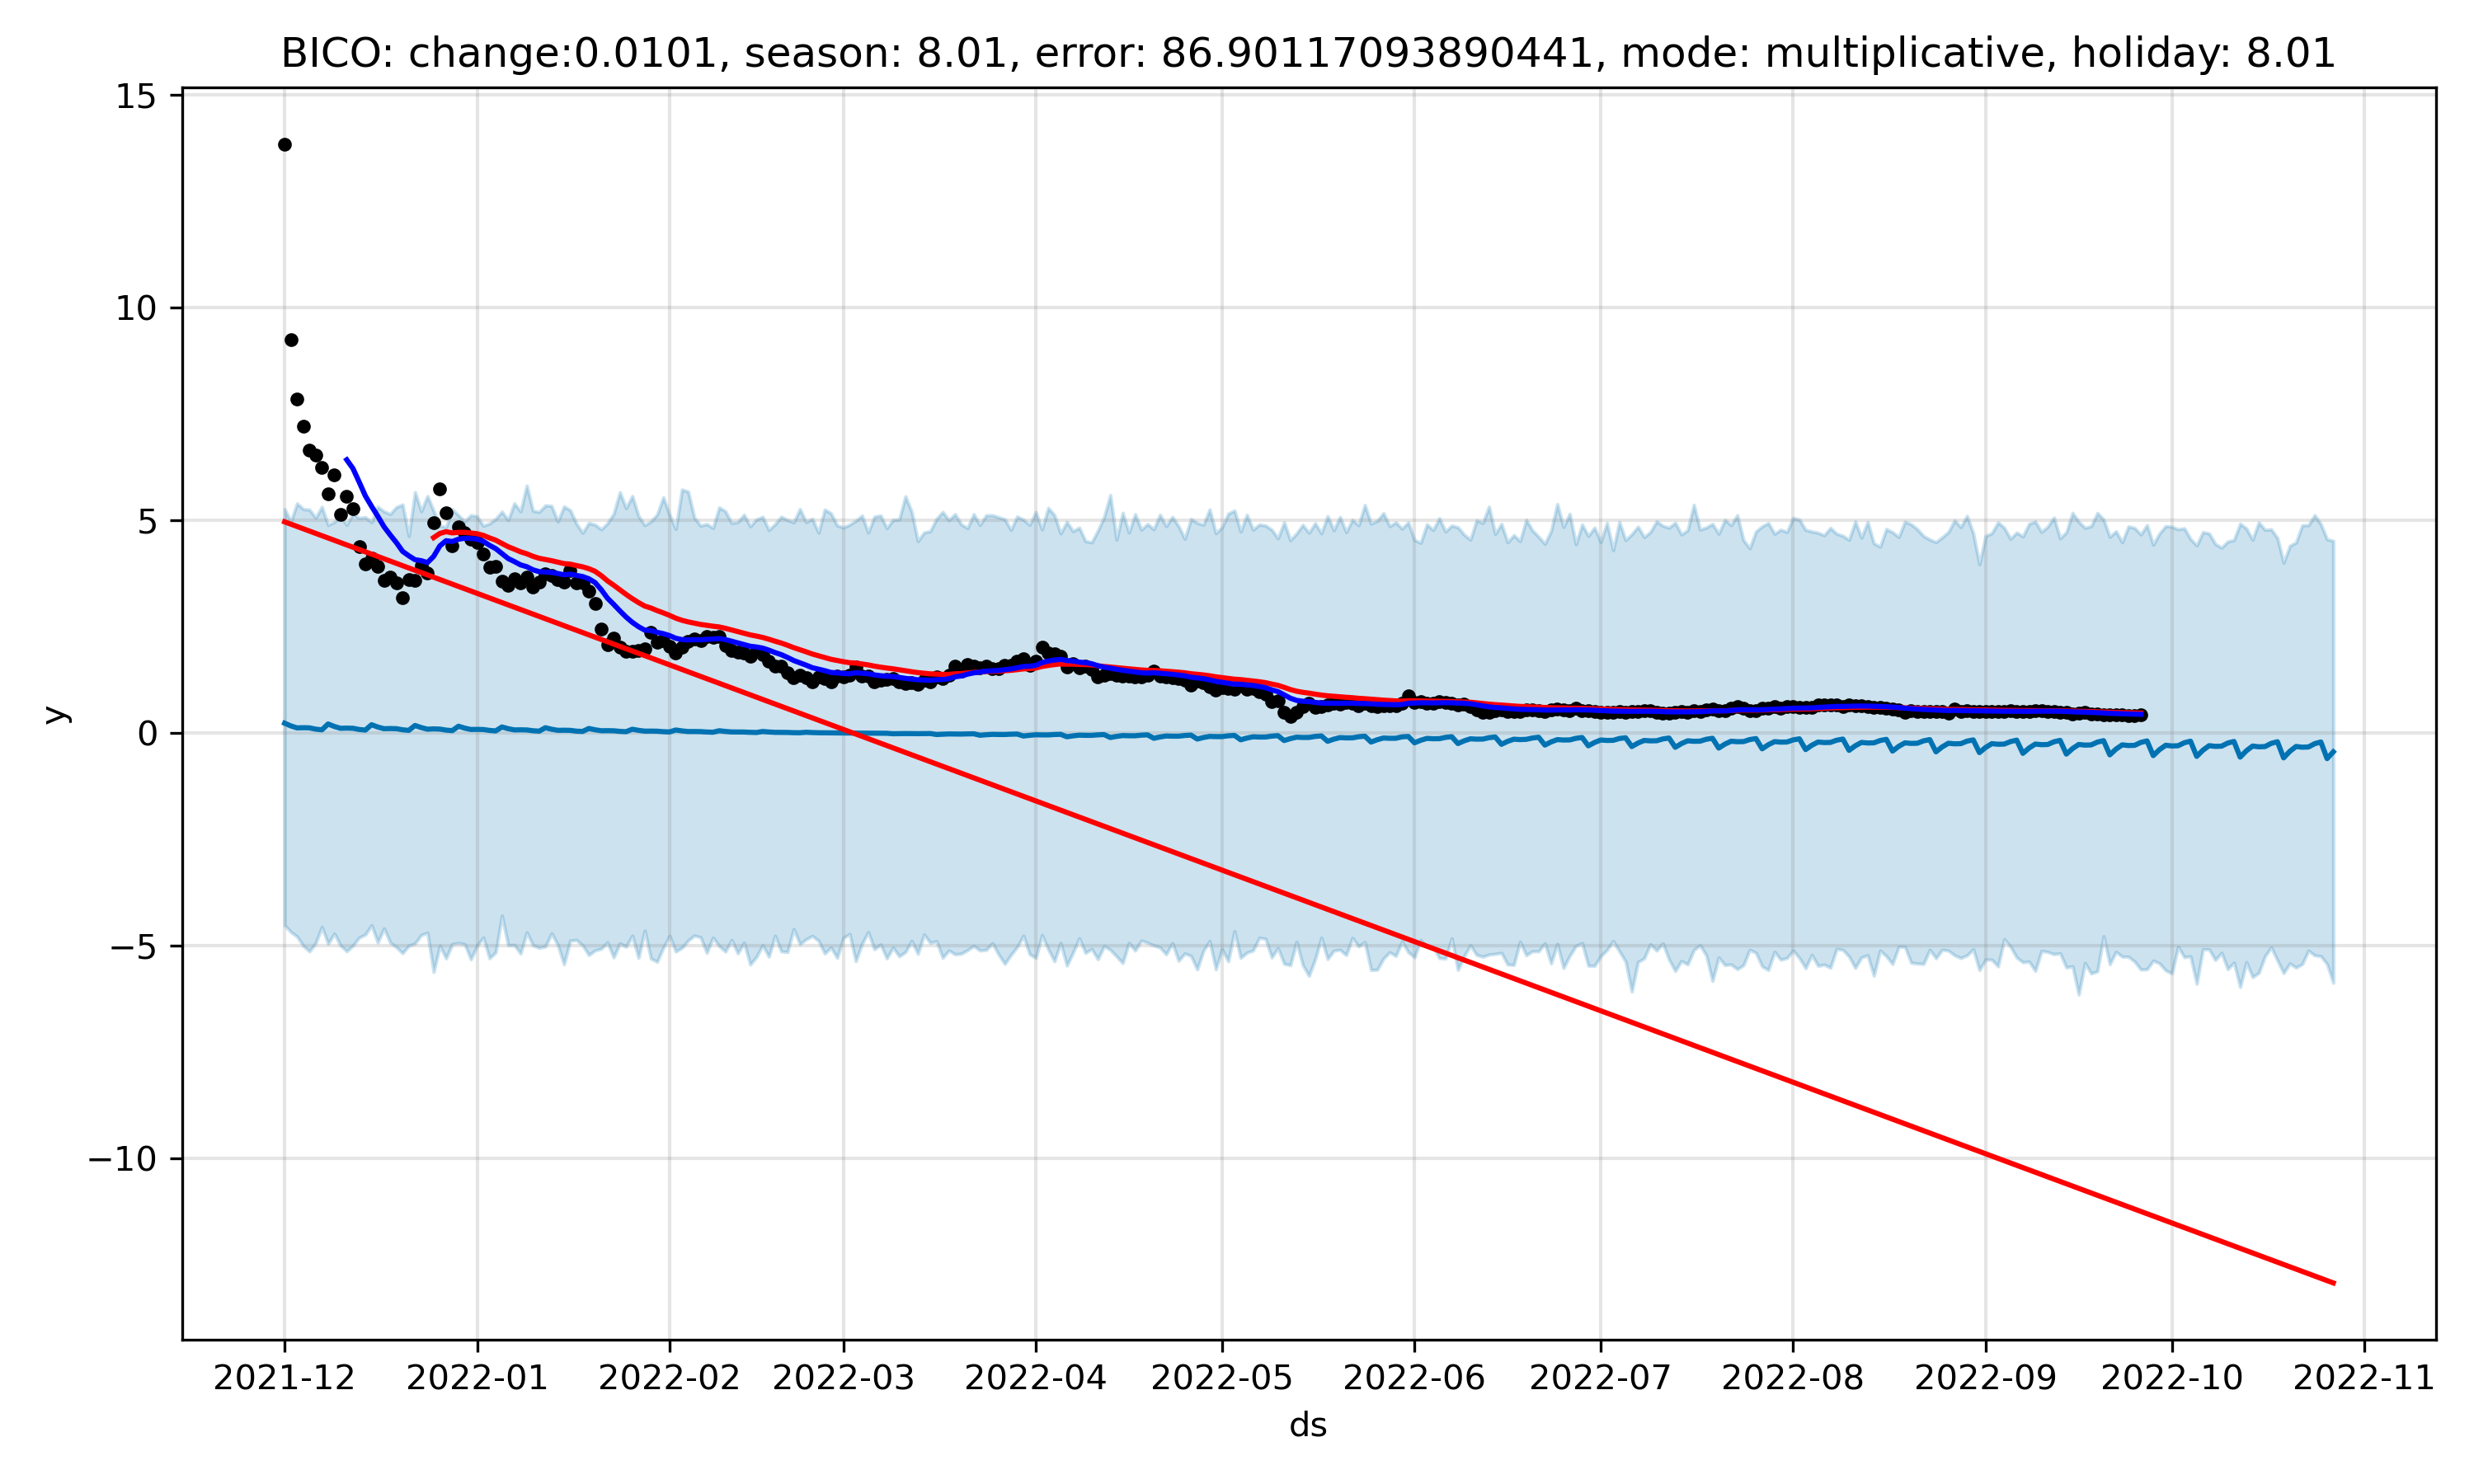 BICO: change:0.0101, season: 8.01, error: 86.90117093890441, mode: multiplicative, holiday: 8.01
15
10
5
0
−5
−10
y
2021-12 2022-01 2022-02 2022-03 2022-04 2022-05 2022-06 2022-07 2022-08 2022-09 2022-10 2022-11
ds